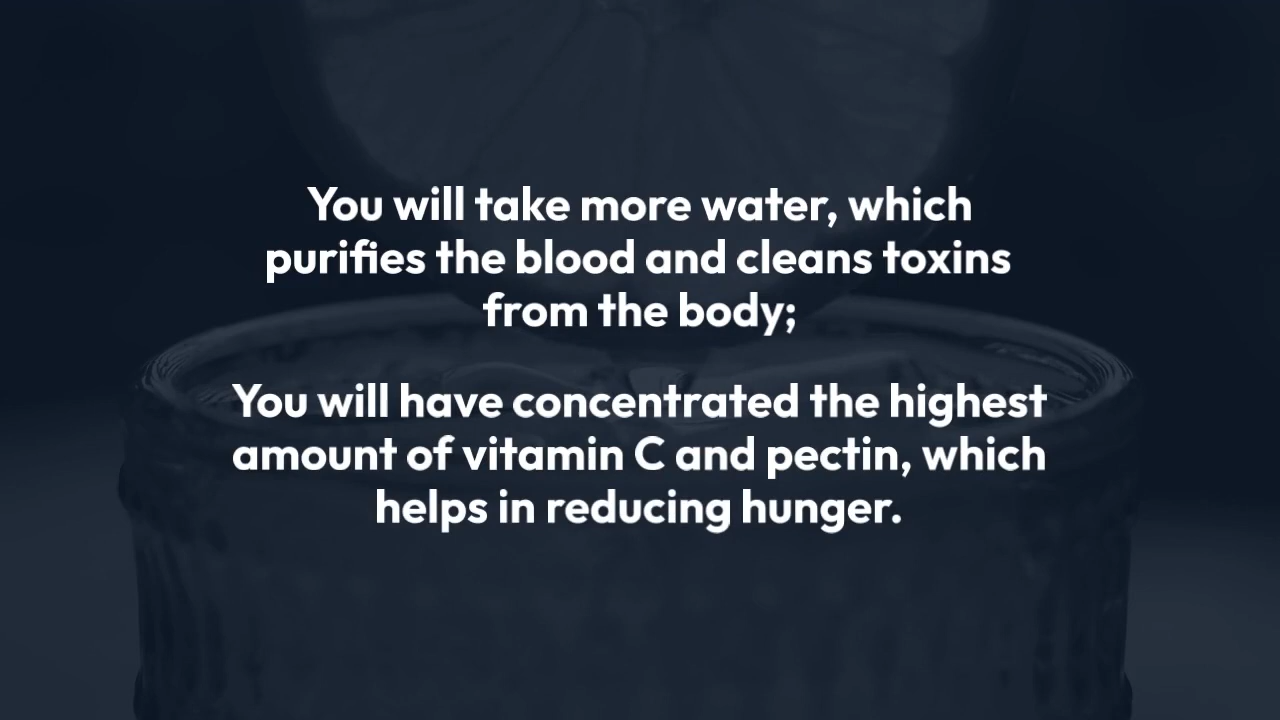 You will take more water, which
purifies the blood and cleans toxins
from the body;
You will have concentrated the highest
amount of vitamin C and pectin, which
helps in reducing hunger.